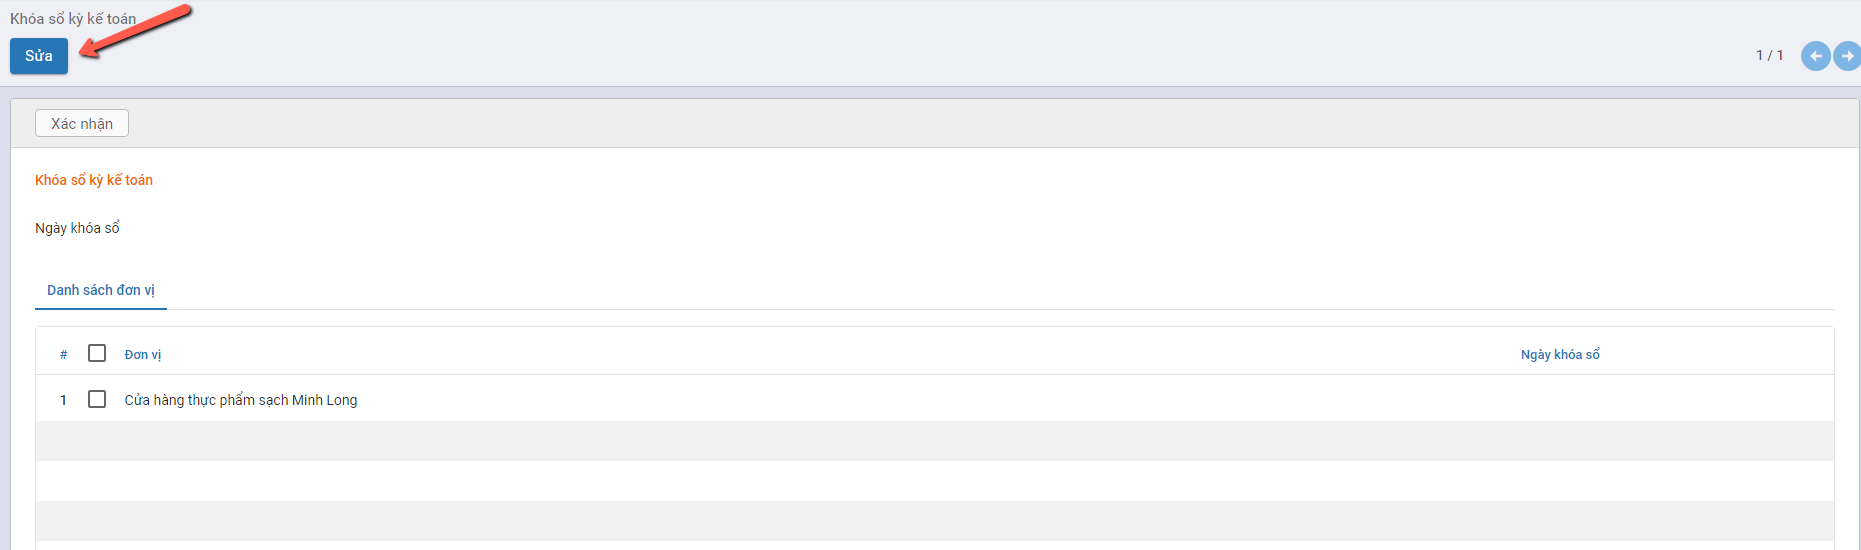 Khóa sổ kỳ kế toán
Sửa
1 / 1
Xác nhận
Khóa sổ kỳ kế toán
Ngày khóa sổ
Danh sách đơn vị
# Đơn vị Ngày khóa sổ
1 Cửa hàng thực phẩm sạch Minh Long